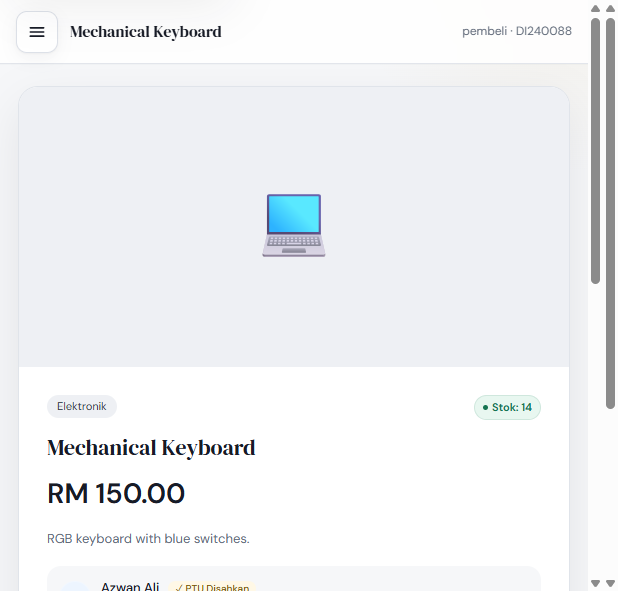 Mechanical Keyboard
pembeli · DI240088
Elektronik
Stok: 14
Mechanical Keyboard
RM 150.00
RGB keyboard with blue switches.
Azwan Ali ✓ PTU Disahkan